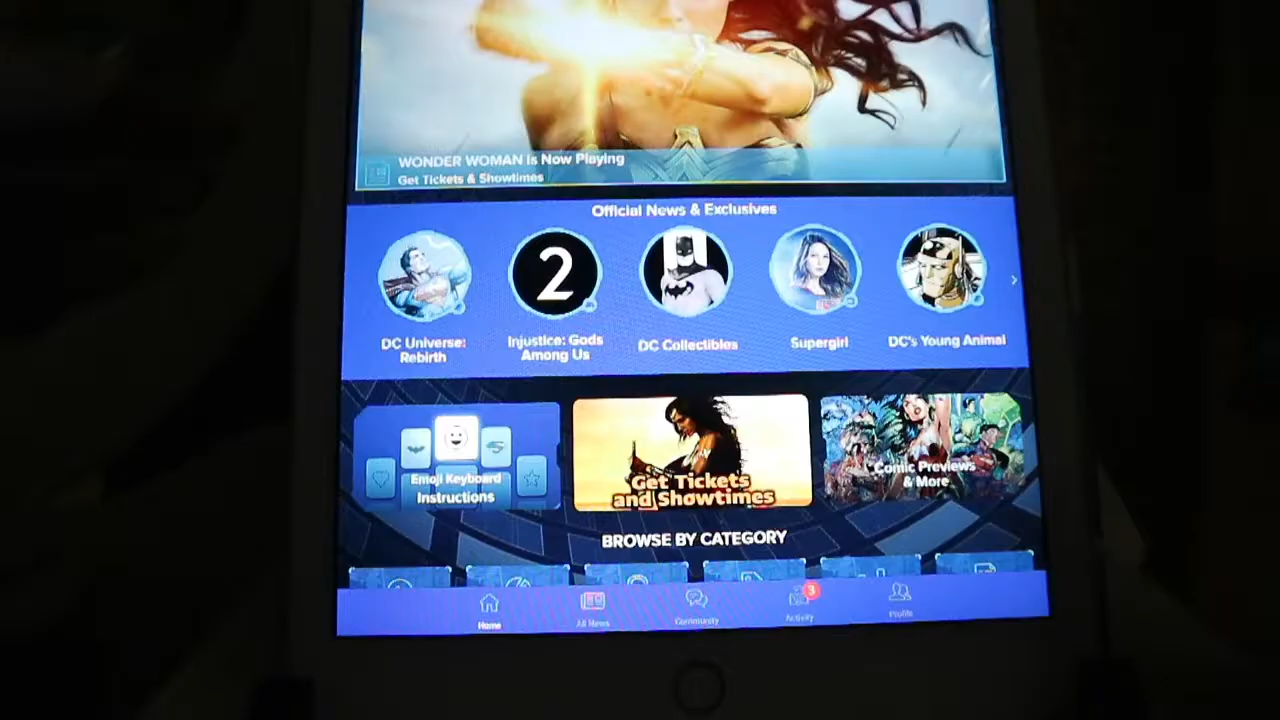 WONDER WOMAN is Now Playing
Get Tickets & Showtimes
Official News & Exclusives
2
DC Universe:
Rebirth
Injustice: Gods
Among Us
DC Collectibles
Supergirl
DC's Young Animal
Emoji Keyboard
Instructions
Get Tickets
and Showtimes
Comic Previews
& More
BROWSE BY CATEGORY
Home
All News
Community
3
Activity
Profile